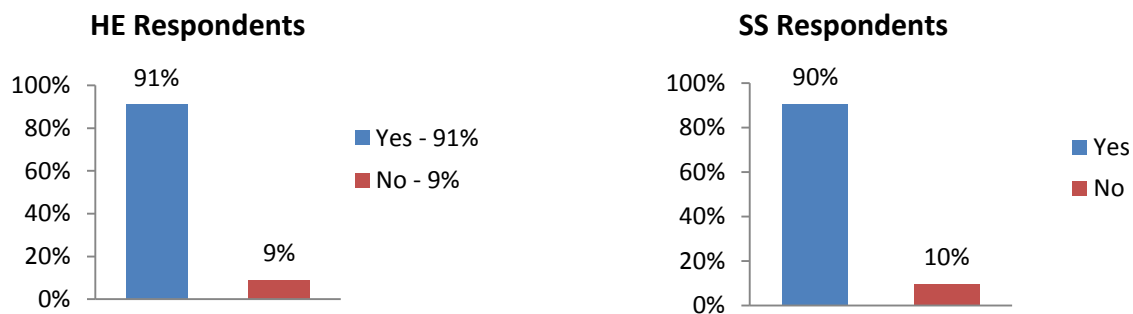 HE Respondents
91%
100%
80%
60%
40%
20%
0%
9%
Yes - 91%
No - 9%
SS Respondents
90%
100%
80%
60%
40%
20%
0%
10%
Yes
No